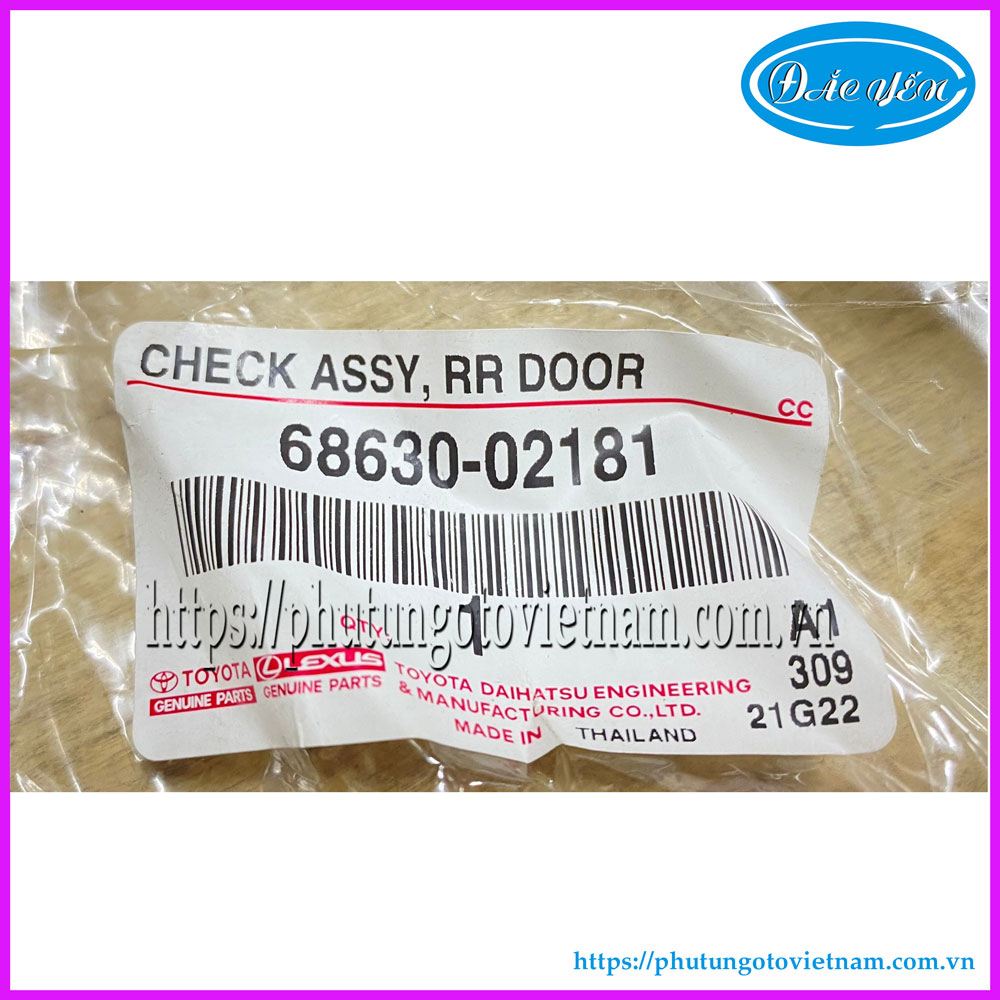 ĐẮC YẾN
CHECK ASSY, RR DOOR
CC
68630-02181
https://phutungotovietnam.com.vn
QTY. 1 A1
TOYOTA LEXUS
GENUINE PARTS GENUINE PARTS
TOYOTA DAIHATSU ENGINEERING 309
& MANUFACTURING CO.,LTD. 21G22
MADE IN THAILAND
https://phutungotovietnam.com.vn